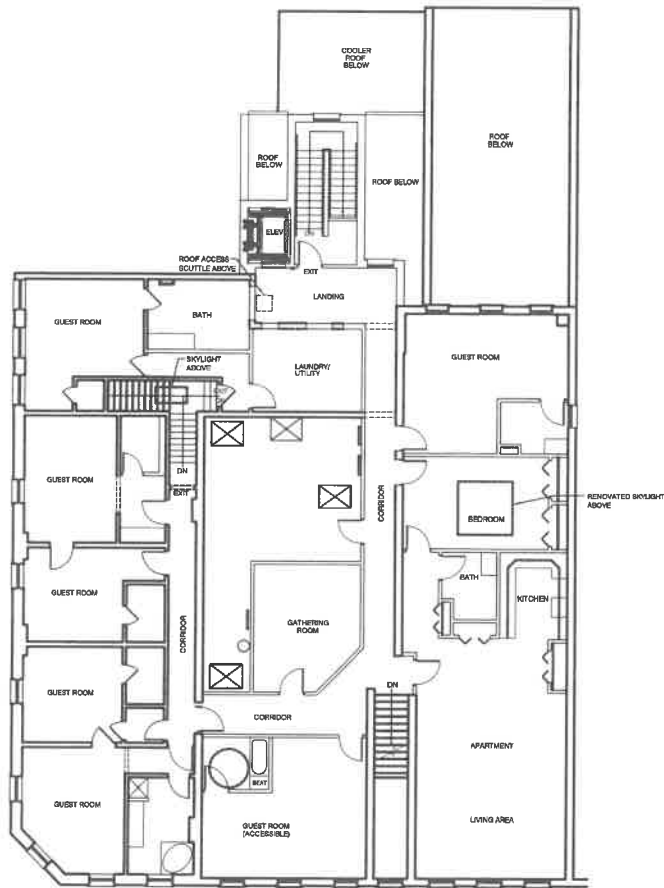 COOLER
ROOF
BELOW
ROOF
BELOW
ROOF
BELOW
ROOF BELOW
ELEV
DN
ROOF ACCESS
SCUTTLE ABOVE
EXIT
LANDING
GUEST ROOM
BATH
SKYLIGHT
ABOVE
LAUNDRY/
UTILITY
GUEST ROOM
GUEST ROOM
DN
EXIT
CORRIDOR
BEDROOM
RENOVATED SKYLIGHT
ABOVE
GUEST ROOM
BATH
KITCHEN
GATHERING
ROOM
CORRIDOR
GUEST ROOM
DN
CORRIDOR
APARTMENT
GUEST ROOM
SEAT
GUEST ROOM
(ACCESSIBLE)
LIVING AREA